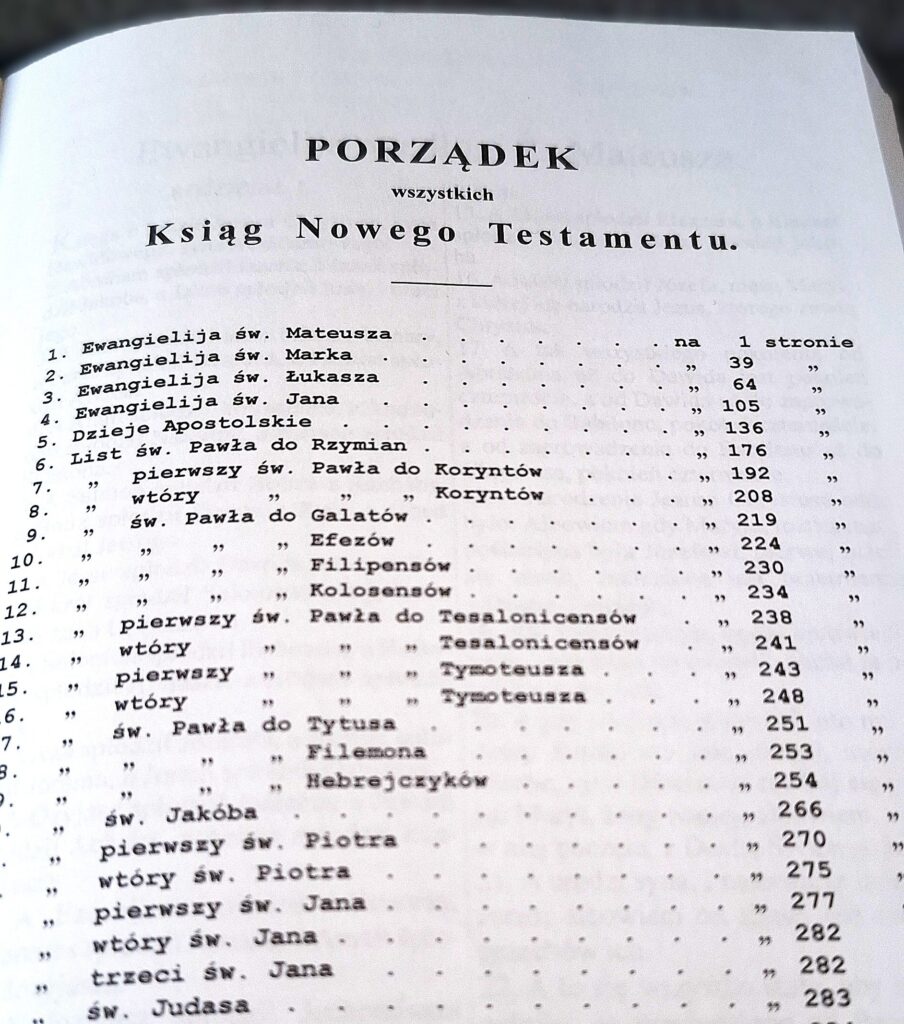 PORZĄDEK
wszystkich
Ksiąg Nowego Testamentu.
1. Ewangielija św. Mateusza . . . . . . . na 1 stronie
2. Ewangielija św. Marka . . . . . . . „ 39 „
3. Ewangielija św. Łukasza . . . . . . . „ 64 „
4. Ewangielija św. Jana . . . . . . . . „ 105 „
5. Dzieje Apostolskie . . . . . . . . „ 136 „
6. List św. Pawła do Rzymian . . . . . . „ 176 „
7. „ pierwszy św. Pawła do Koryntów . . . „ 192 „
8. „ wtóry „ „ „ Koryntów . . . „ 208 „
9. „ św. Pawła do Galatów . . . . . . „ 219 „
10. „ „ „ „ Efezów . . . . . . „ 224 „
11. „ „ „ „ Filipensów . . . . . . „ 230 „
12. „ „ „ „ Kolosensów . . . . . . „ 234 „
13. „ pierwszy św. Pawła do Tesalonicensów . „ 238 „
14. „ wtóry „ „ „ Tesalonicensów . „ 241 „
15. „ pierwszy „ „ „ Tymoteusza . . . „ 243 „
6. „ wtóry „ „ „ Tymoteusza . . . „ 248 „
7. „ św. Pawła do Tytusa . . . . . . „ 251 „
8. „ „ „ „ Filemona . . . . . . „ 253 „
„ „ „ „ Hebrejczyków . . . . . „ 254 „
„ św. Jakóba . . . . . . . . . „ 266 „
„ pierwszy św. Piotra . . . . . . . „ 270 „
„ wtóry św. Piotra . . . . . . . „ 275 „
„ pierwszy św. Jana . . . . . . . „ 277
„ wtóry św. Jana . . . . . . . . „ 282
„ trzeci św. Jana . . . . . . . . „ 282
„ św. Judasa . . . . . . . . . „ 283